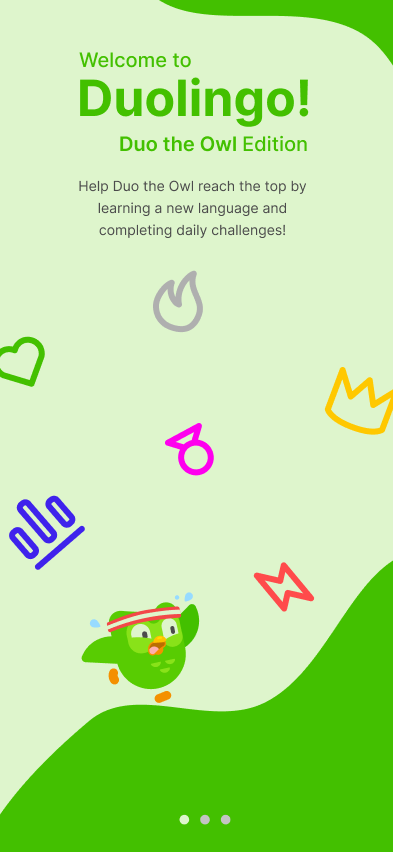 Welcome to
Duolingo!
Duo the Owl Edition
Help Duo the Owl reach the top by
learning a new language and
completing daily challenges!